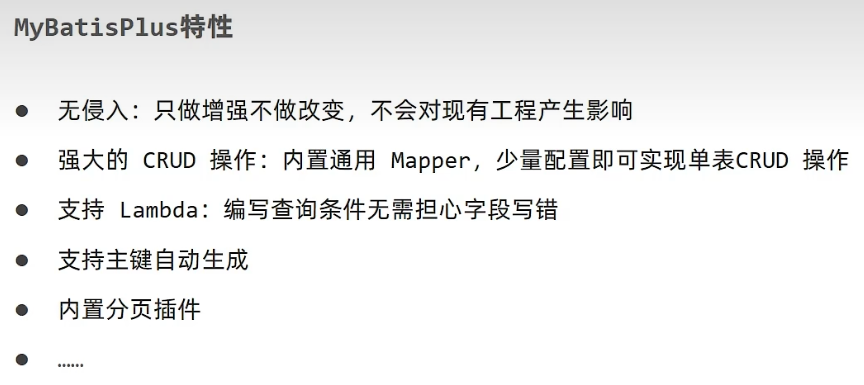 MyBatisPlus特性
● 无侵入：只做增强不做改变，不会对现有工程产生影响
● 强大的 CRUD 操作：内置通用 Mapper，少量配置即可实现单表CRUD 操作
● 支持 Lambda：编写查询条件无需担心字段写错
● 支持主键自动生成
● 内置分页插件
● ……